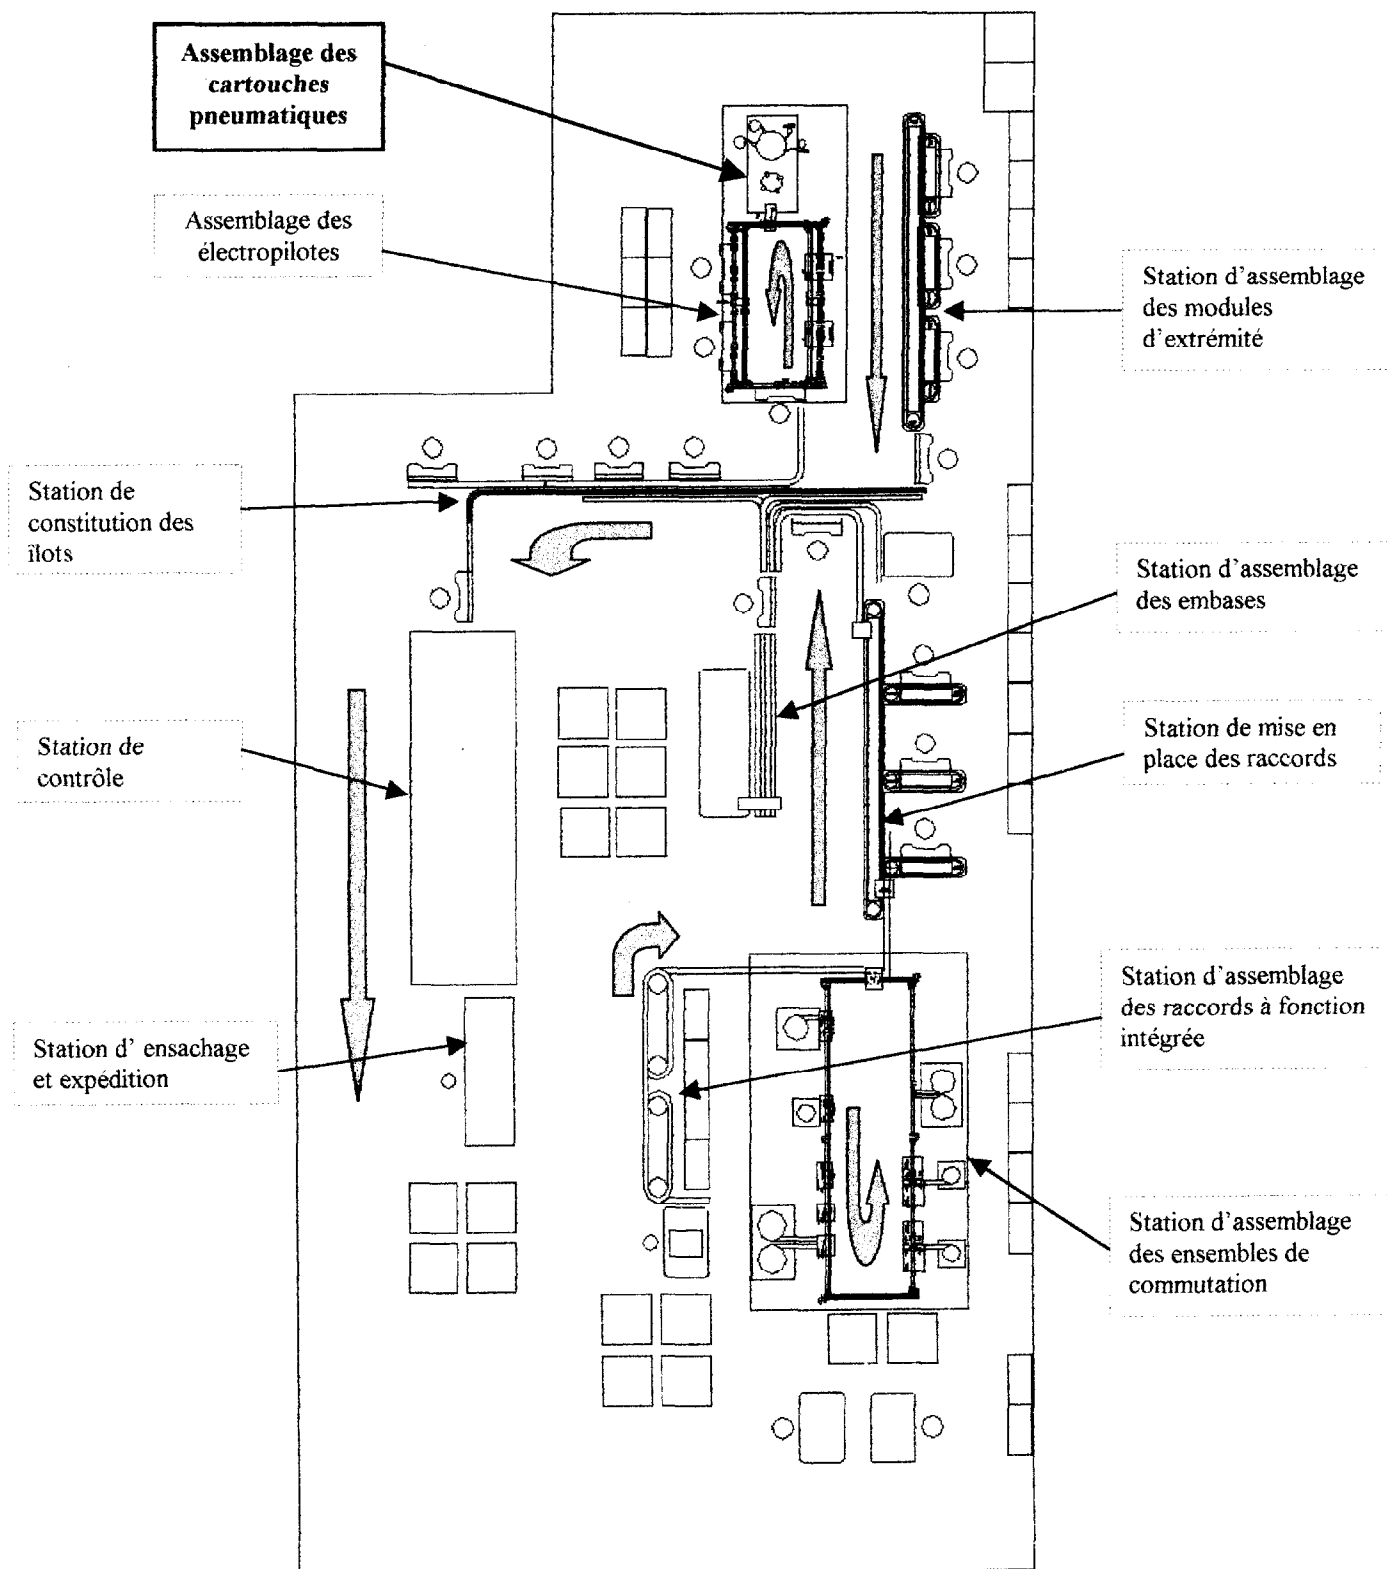 Assemblage des
cartouches
pneumatiques
Assemblage des
électropilotes
Station d'assemblage
des modules
d'extrémité
Station de
constitution des
îlots
Station d'assemblage
des embases
Station de
contrôle
Station de mise en
place des raccords
Station d'assemblage
des raccords à fonction
intégrée
Station d' ensachage
et expédition
Station d'assemblage
des ensembles de
commutation